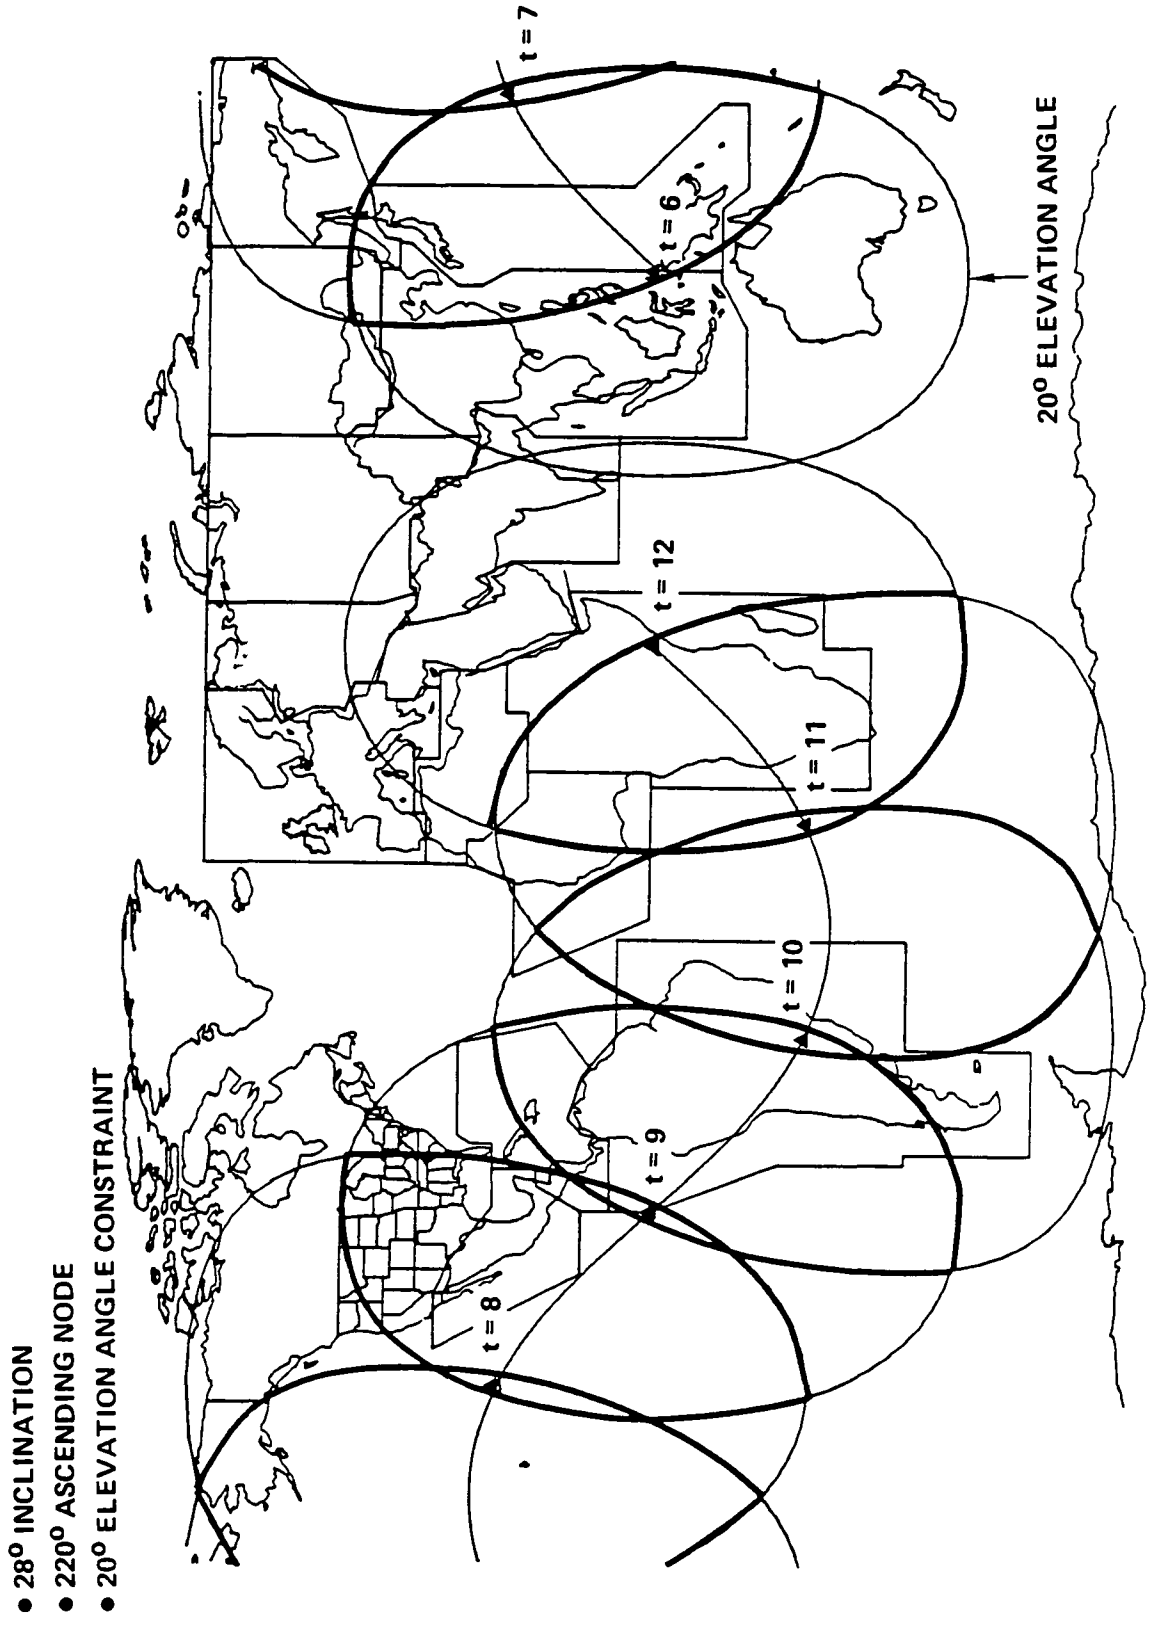 • 28° INCLINATION
• 220° ASCENDING NODE
• 20° ELEVATION ANGLE CONSTRAINT
t = 8
t = 9
t = 10
t = 11
t = 12
t = 6
t = 7
20° ELEVATION ANGLE